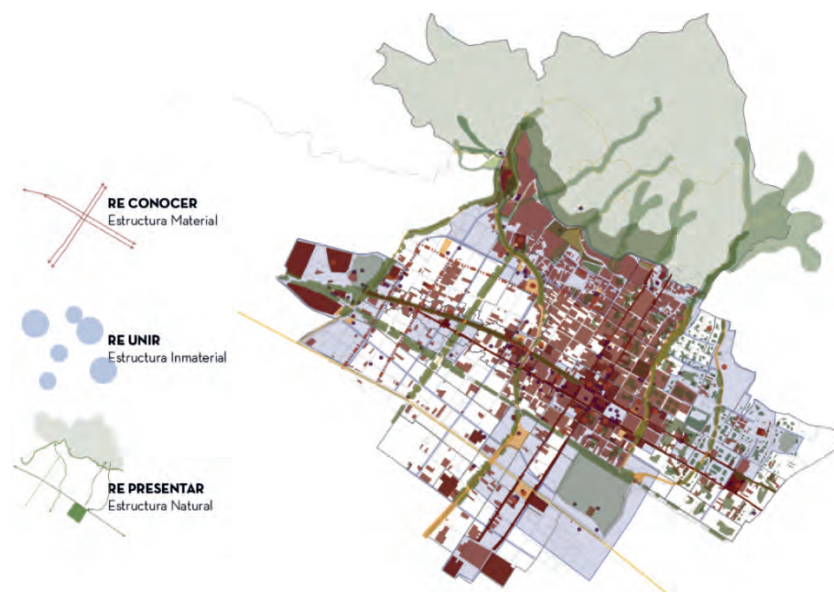 RE CONOCER
Estructura Material
RE UNIR
Estructura Inmaterial
RE PRESENTAR
Estructura Natural